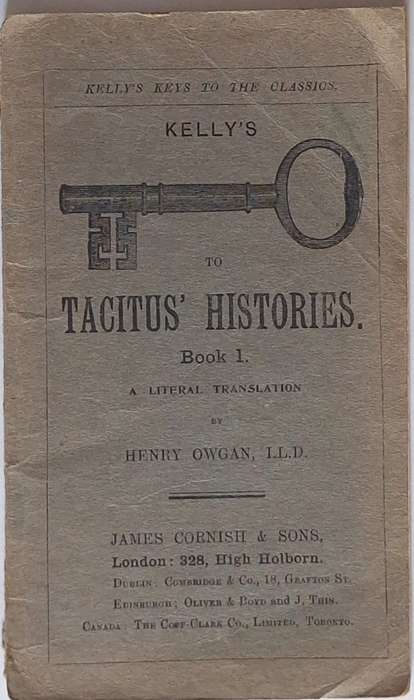 KELLY'S KEYS TO THE CLASSICS.
KELLY'S
TO
TACITUS' HISTORIES.
Book 1.
A LITERAL TRANSLATION
BY
HENRY OWGAN, LL.D.
JAMES CORNISH & SONS,
London: 328, High Holborn.
DUBLIN: COMBRIDGE & CO., 18, GRAFTON ST.
EDINBURGH; OLIVER & BOYD and J. THIN.
CANADA: THE COPP-CLARK CO., LIMITED, TORONTO.